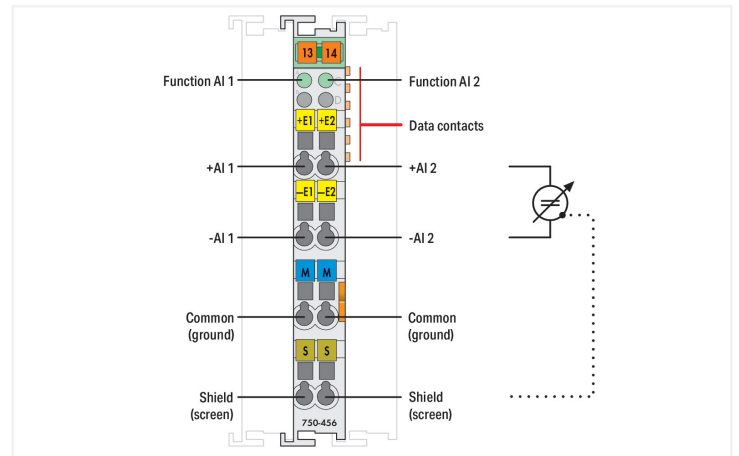 13 14
Function AI 1
Function AI 2
C
D
Data contacts
+E1 +E2
+AI 1
+AI 2
—E1 —E2
-AI 1
-AI 2
M M
Common
(ground)
Common
(ground)
S S
Shield
(screen)
Shield
(screen)
750-456